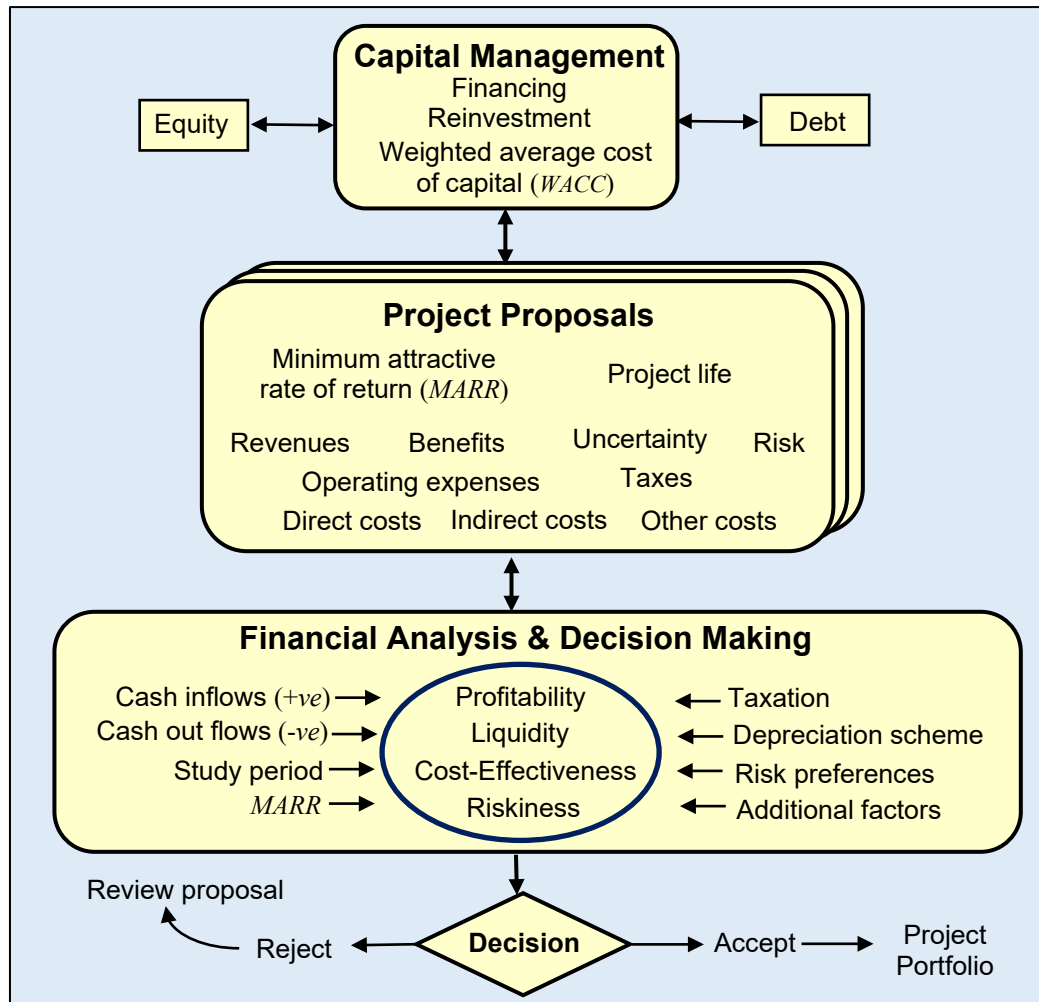 Capital Management
Financing
Reinvestment
Weighted average cost
of capital (WACC)
Equity
Debt
Project Proposals
Minimum attractive
rate of return (MARR)
Project life
Revenues
Benefits
Uncertainty
Risk
Operating expenses
Taxes
Direct costs
Indirect costs
Other costs
Financial Analysis & Decision Making
Cash inflows (+ve)
Cash out flows (-ve)
Study period
MARR
Profitability
Liquidity
Cost-Effectiveness
Riskiness
Taxation
Depreciation scheme
Risk preferences
Additional factors
Review proposal
Reject
Decision
Accept
Project
Portfolio